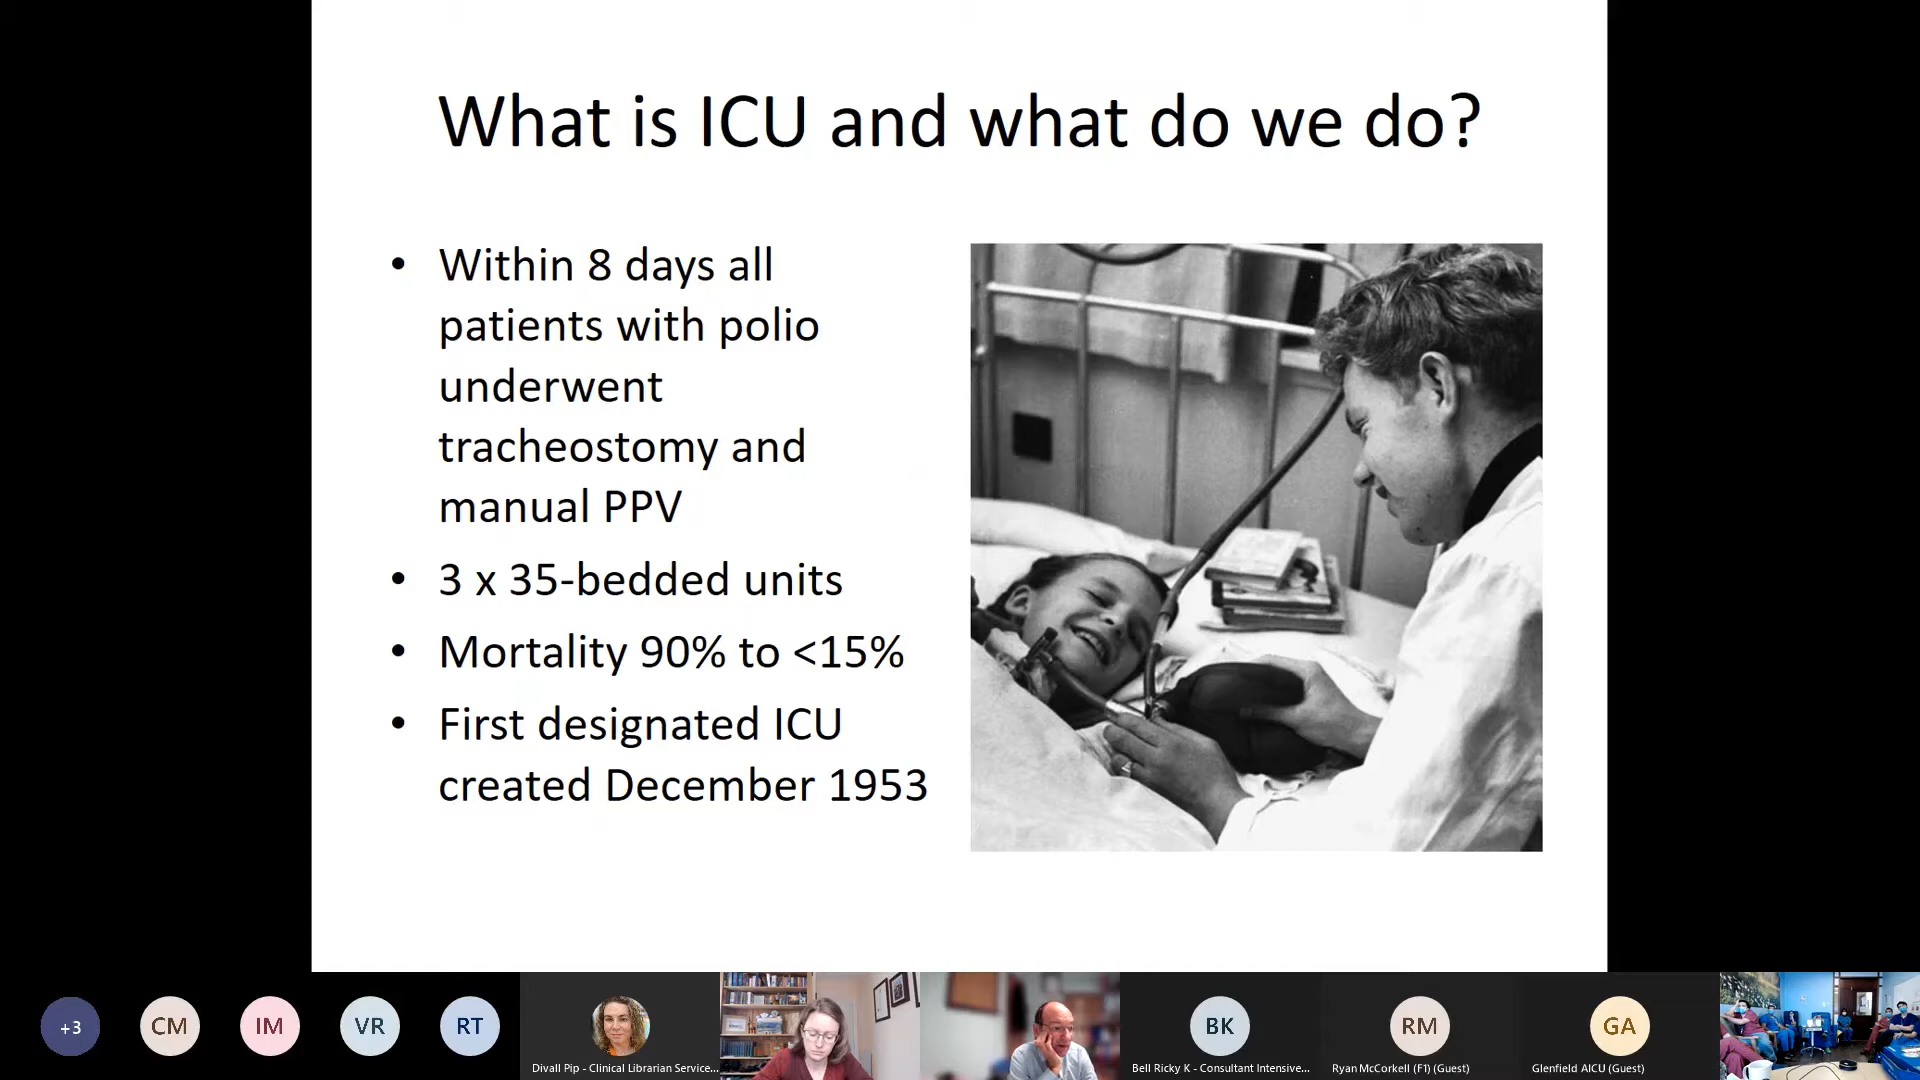 What is ICU and what do we do?
• Within 8 days all
patients with polio
underwent
tracheostomy and
manual PPV
• 3 x 35-bedded units
• Mortality 90% to <15%
• First designated ICU
created December 1953
+3
CM
IM
VR
RT
Divall Pip - Clinical Librarian Service...
BK
Bell Ricky K - Consultant Intensive...
RM
Ryan McCorkell (F1) (Guest)
GA
Glenfield AICU (Guest)